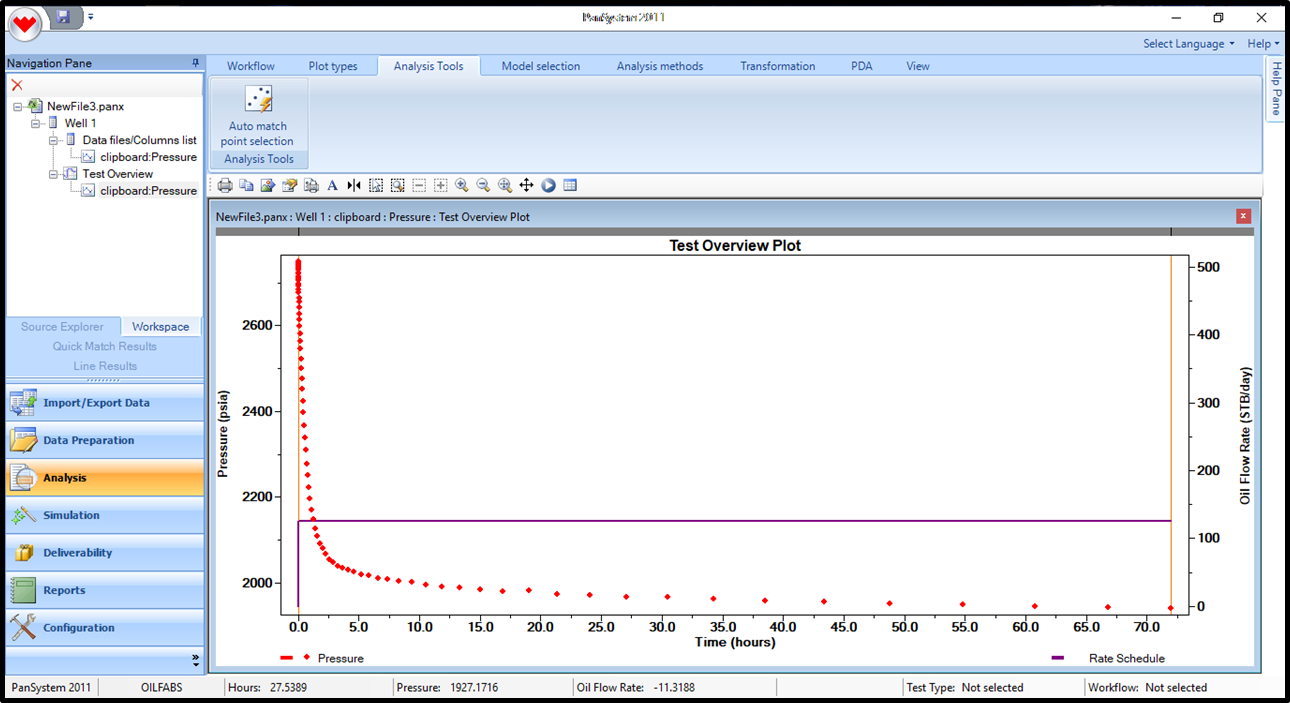 PanSystem 2011
Select Language Help
Navigation Pane
Workflow Plot types Analysis Tools Model selection Analysis methods Transformation PDA View
Help Pane
NewFile3.panx
Well 1
Data files/Columns list
clipboard:Pressure
Test Overview
clipboard:Pressure
Auto match
point selection
Analysis Tools
Source Explorer Workspace
Quick Match Results
Line Results
Import/Export Data
Data Preparation
Analysis
Simulation
Deliverability
Reports
Configuration
NewFile3.panx : Well 1 : clipboard : Pressure : Test Overview Plot
Test Overview Plot
Pressure (psia)
2600
2400
2200
2000
500
400
300
200
100
0
Oil Flow Rate (STB/day)
0.0 5.0 10.0 15.0 20.0 25.0 30.0 35.0 40.0 45.0 50.0 55.0 60.0 65.0 70.0
Time (hours)
Pressure Rate Schedule
PanSystem 2011 OILFABS Hours: 27.5389 Pressure: 1927.1716 Oil Flow Rate: -11.3188 Test Type: Not selected Workflow: Not selected